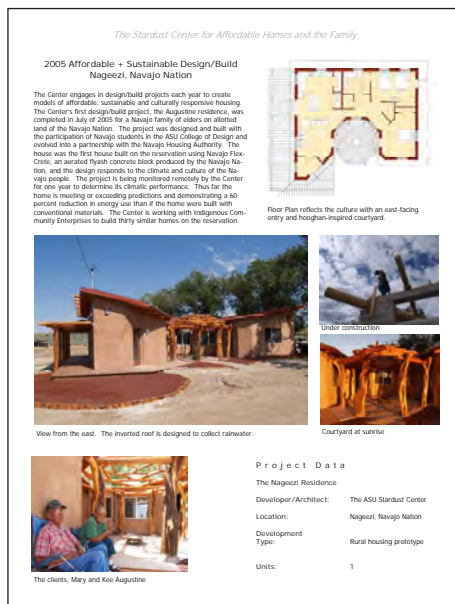 The Stardust Center for Affordable Homes and the Family
2005 Affordable + Sustainable Design/Build
Nageezi, Navajo Nation
The Center engages in design/build projects each year to create
models of affordable, sustainable and culturally responsive housing.
The Center's first design/build project, the Augustine residence, was
completed in July of 2005 for a Navajo family of elders on allotted
land of the Navajo Nation. The project was designed and built with
the participation of Navajo students in the ASU College of Design and
evolved into a partnership with the Navajo Housing Authority. The
house was the first house built on the reservation using Navajo Flex-
Crete, an aerated flyash concrete block produced by the Navajo Na-
tion, and the design responds to the climate and culture of the Na-
vajo people. The project is being monitored remotely by the Center
for one year to determine its climatic performance. Thus far the
home is meeting or exceeding predictions and demonstrating a 60
percent reduction in energy use than if the home were built with
conventional materials. The Center is working with Indigenous Com-
munity Enterprises to build thirty similar homes on the reservation.
Floor Plan reflects the culture with an east-facing
entry and hooghan-inspired courtyard.
Under construction
View from the east. The inverted roof is designed to collect rainwater.
Courtyard at sunrise
The clients, Mary and Kee Augustine
Project Data
The Nageezi Residence
Developer/Architect: The ASU Stardust Center
Location: Nageezi, Navajo Nation
Development
Type: Rural housing prototype
Units: 1